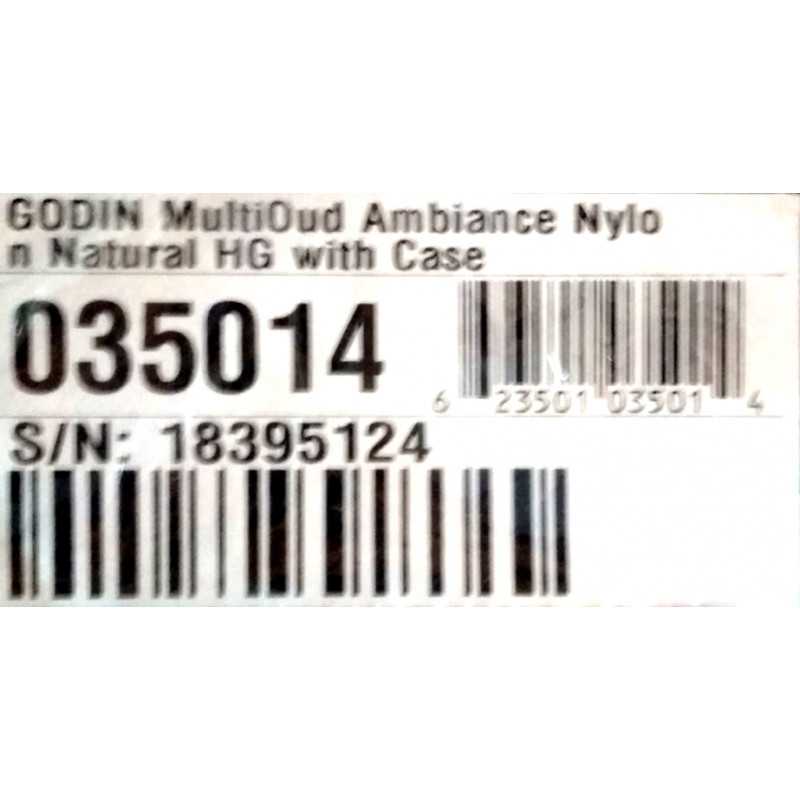 GODIN MultiOud Ambiance Nylo
n Natural HG with Case
035014
6 23501 03501 4
S/N: 18395124